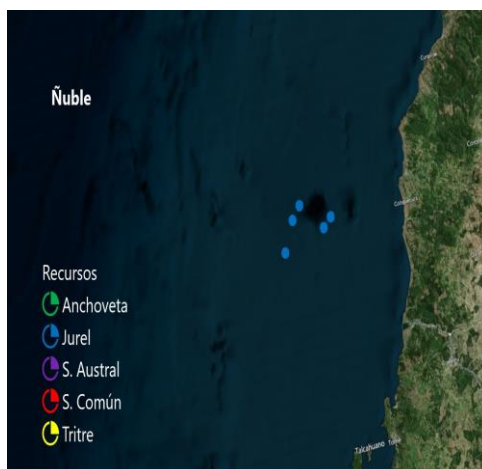 Ñuble
Recursos
Anchoveta
Jurel
S. Austral
S. Común
Tritre
Talcahuano